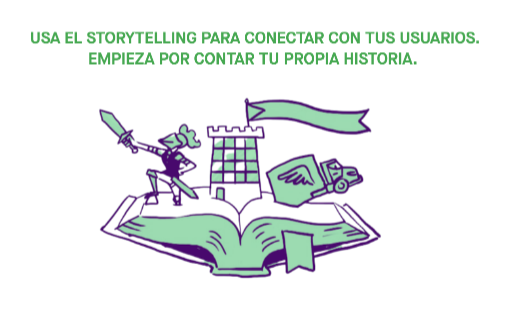 USA EL STORYTELLING PARA CONECTAR CON TUS USUARIOS.
EMPIEZA POR CONTAR TU PROPIA HISTORIA.